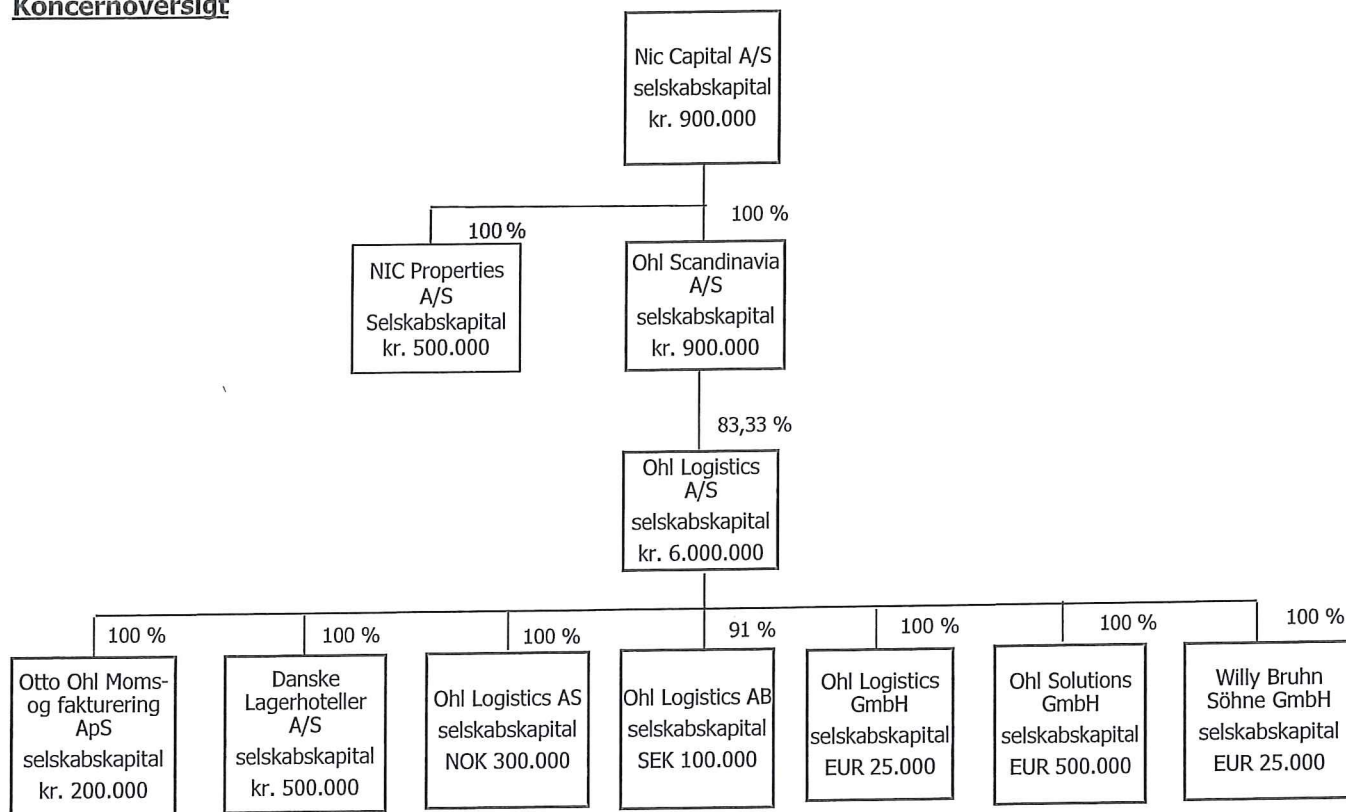 Koncernoversigt
Nic Capital A/S
selskabskapital
kr. 900.000
100 %
100 %
NIC Properties
A/S
Selskabskapital
kr. 500.000
Ohl Scandinavia
A/S
selskabskapital
kr. 900.000
83,33 %
Ohl Logistics
A/S
selskabskapital
kr. 6.000.000
100 %
100 %
100 %
91 %
100 %
100 %
100 %
Otto Ohl Moms-
og fakturering
ApS
selskabskapital
kr. 200.000
Danske
Lagerhoteller
A/S
selskabskapital
kr. 500.000
Ohl Logistics AS
selskabskapital
NOK 300.000
Ohl Logistics AB
selskabskapital
SEK 100.000
Ohl Logistics
GmbH
selskabskapital
EUR 25.000
Ohl Solutions
GmbH
selskabskapital
EUR 500.000
Willy Bruhn
Söhne GmbH
selskabskapital
EUR 25.000